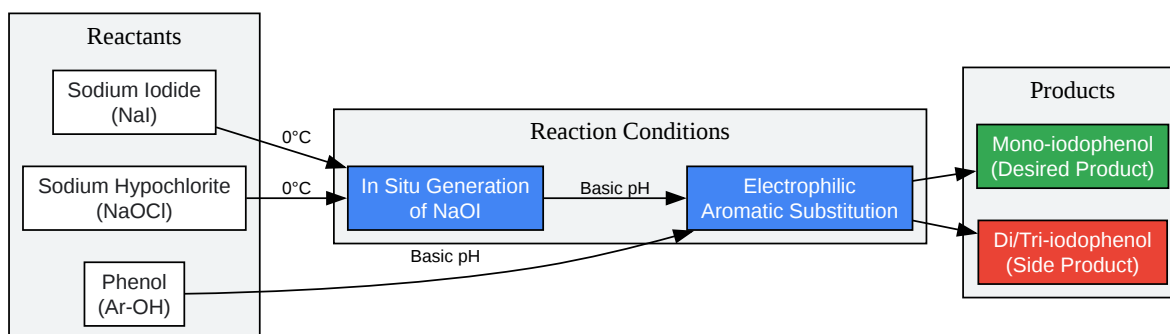 Reactants
Sodium Iodide
(NaI)
0°C
Sodium Hypochlorite
(NaOCl)
0°C
Phenol
(Ar-OH)
Basic pH
Reaction Conditions
In Situ Generation
of NaOI
Basic pH
Electrophilic
Aromatic Substitution
Products
Mono-iodophenol
(Desired Product)
Di/Tri-iodophenol
(Side Product)